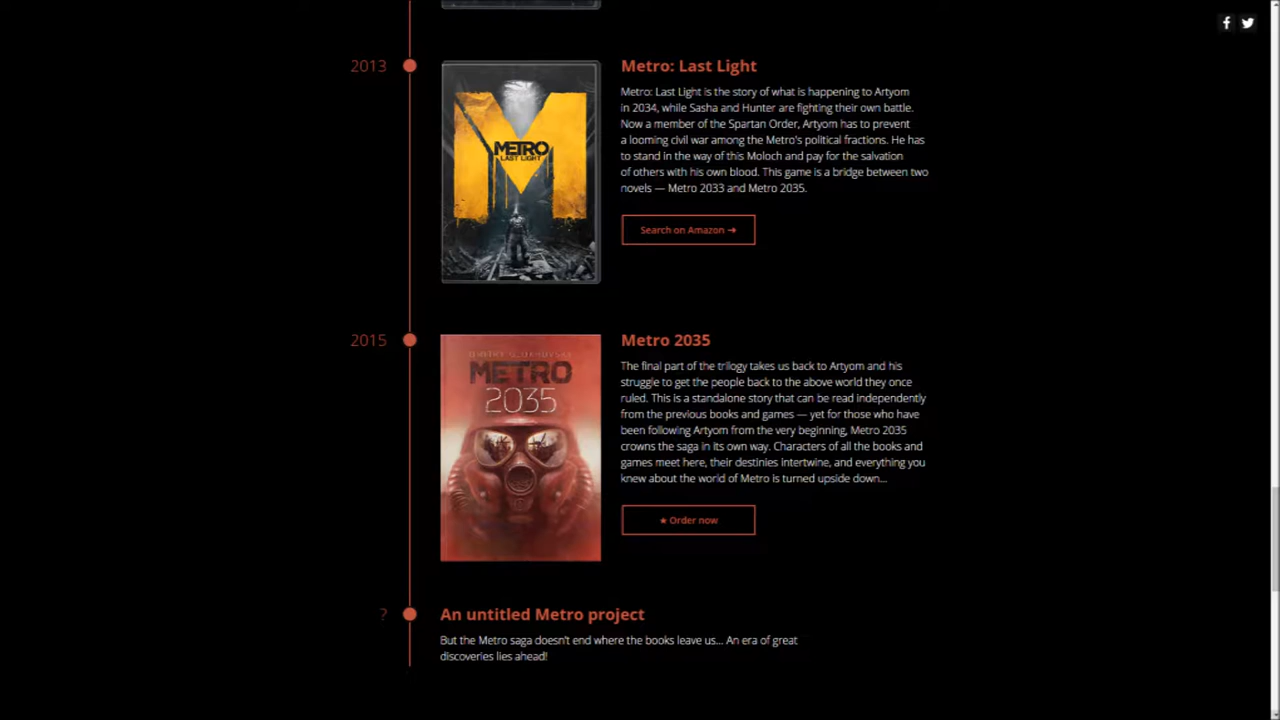 2013
Metro: Last Light
Metro: Last Light is the story of what is happening to Artyom
in 2034, while Sasha and Hunter are fighting their own battle.
Now a member of the Spartan Order, Artyom has to prevent
a looming civil war among the Metro's political fractions. He has
to stand in the way of this Moloch and pay for the salvation
of others with his own blood. This game is a bridge between two
novels — Metro 2033 and Metro 2035.
METRO
LAST LIGHT
Search on Amazon ➔
2015
Metro 2035
The final part of the trilogy takes us back to Artyom and his
struggle to get the people back to the above world they once
ruled. This is a standalone story that can be read independently
from the previous books and games — yet for those who have
been following Artyom from the very beginning, Metro 2035
crowns the saga in its own way. Characters of all the books and
games meet here, their destinies intertwine, and everything you
knew about the world of Metro is turned upside down...
METRO
2035
★ Order now
?
An untitled Metro project
But the Metro saga doesn't end where the books leave us... An era of great
discoveries lies ahead!